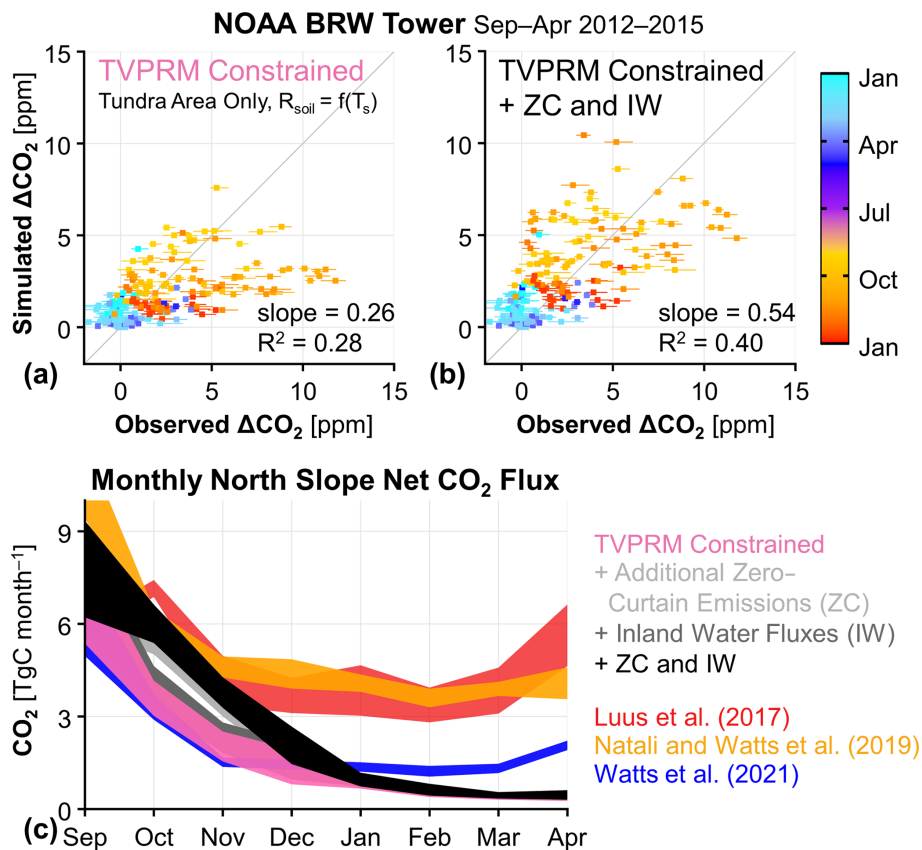 NOAA BRW Tower Sep–Apr 2012–2015
15
10
5
0
Simulated ΔCO₂ [ppm]
TVPRM Constrained
Tundra Area Only, Rsoil = f(Ts)
slope = 0.26
R² = 0.28
(a)
0 5 10 15
Observed ΔCO₂ [ppm]
15
10
5
0
TVPRM Constrained
+ ZC and IW
slope = 0.54
R² = 0.40
(b)
0 5 10 15
Observed ΔCO₂ [ppm]
Jan
Apr
Jul
Oct
Jan
Monthly North Slope Net CO₂ Flux
CO₂ [TgC month⁻¹]
9
6
3
0
(c)
Sep Oct Nov Dec Jan Feb Mar Apr
TVPRM Constrained
+ Additional Zero–
Curtain Emissions (ZC)
+ Inland Water Fluxes (IW)
+ ZC and IW
Luus et al. (2017)
Natali and Watts et al. (2019)
Watts et al. (2021)